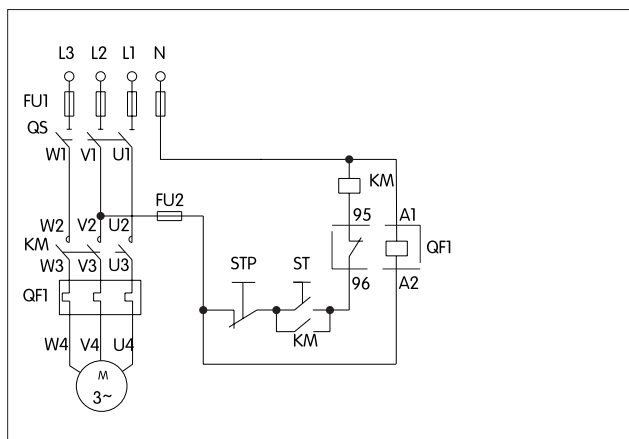 L3 L2 L1 N
FU1
QS
W1 V1 U1
KM
FU2
95 A1
W2 V2 U2
KM
QF1
W3 V3 U3
STP ST
96 A2
QF1
KM
W4 V4 U4
M
3~